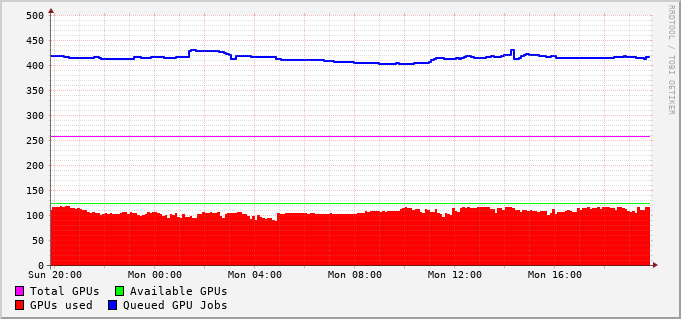 500
450
400
350
300
250
200
150
100
50
0
Sun 20:00 Mon 00:00 Mon 04:00 Mon 08:00 Mon 12:00 Mon 16:00
Total GPUs Available GPUs
GPUs used Queued GPU Jobs
RRDTOOL / TOBI OETIKER